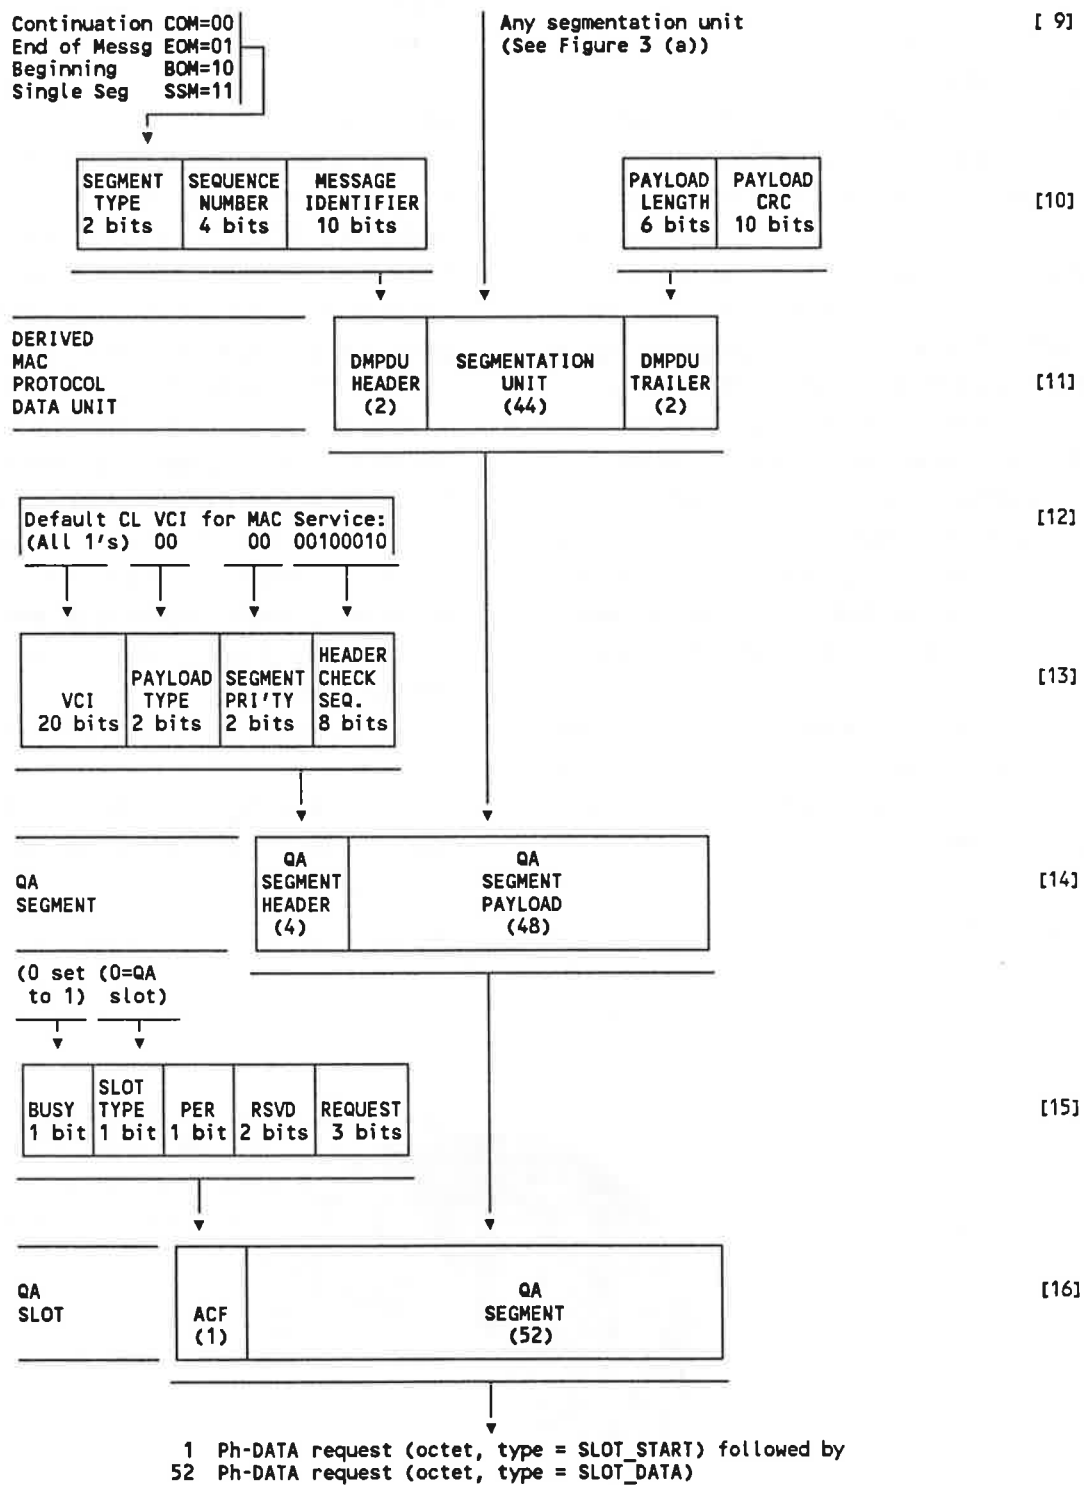 Continuation COM=00
End of Messg EOM=01
Beginning BOM=10
Single Seg SSM=11
Any segmentation unit
(See Figure 3 (a))
[ 9]
SEGMENT TYPE 2 bits
SEQUENCE NUMBER 4 bits
MESSAGE IDENTIFIER 10 bits
PAYLOAD LENGTH 6 bits
PAYLOAD CRC 10 bits
[10]
DERIVED
MAC
PROTOCOL
DATA UNIT
DMPDU HEADER (2)
SEGMENTATION UNIT (44)
DMPDU TRAILER (2)
[11]
Default CL VCI for MAC Service:
(All 1's) 00 00 00100010
[12]
VCI 20 bits
PAYLOAD TYPE 2 bits
SEGMENT PRI'TY 2 bits
HEADER CHECK SEQ. 8 bits
[13]
QA
SEGMENT
QA SEGMENT HEADER (4)
QA SEGMENT PAYLOAD (48)
[14]
(0 set to 1)
(0=QA slot)
BUSY 1 bit
SLOT TYPE 1 bit
PER 1 bit
RSVD 2 bits
REQUEST 3 bits
[15]
QA
SLOT
ACF (1)
QA SEGMENT (52)
[16]
1 Ph-DATA request (octet, type = SLOT_START) followed by
52 Ph-DATA request (octet, type = SLOT_DATA)